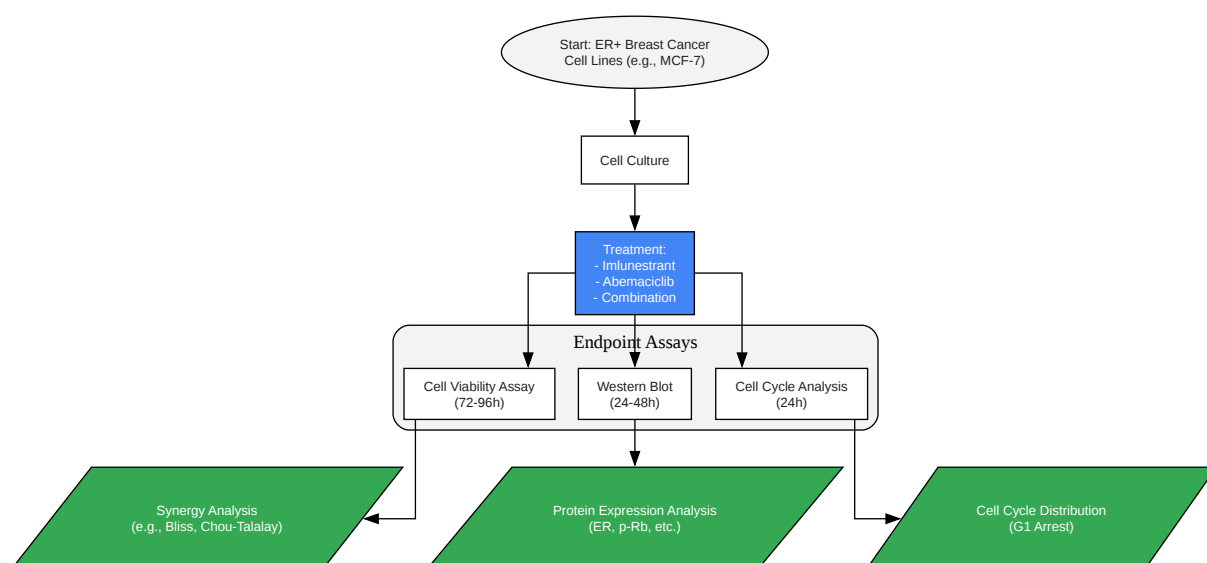 Start: ER+ Breast Cancer
Cell Lines (e.g., MCF-7)
Cell Culture
Treatment:
- Imlunestrant
- Abemaciclib
- Combination
Endpoint Assays
Cell Viability Assay
(72-96h)
Western Blot
(24-48h)
Cell Cycle Analysis
(24h)
Synergy Analysis
(e.g., Bliss, Chou-Talalay)
Protein Expression Analysis
(ER, p-Rb, etc.)
Cell Cycle Distribution
(G1 Arrest)